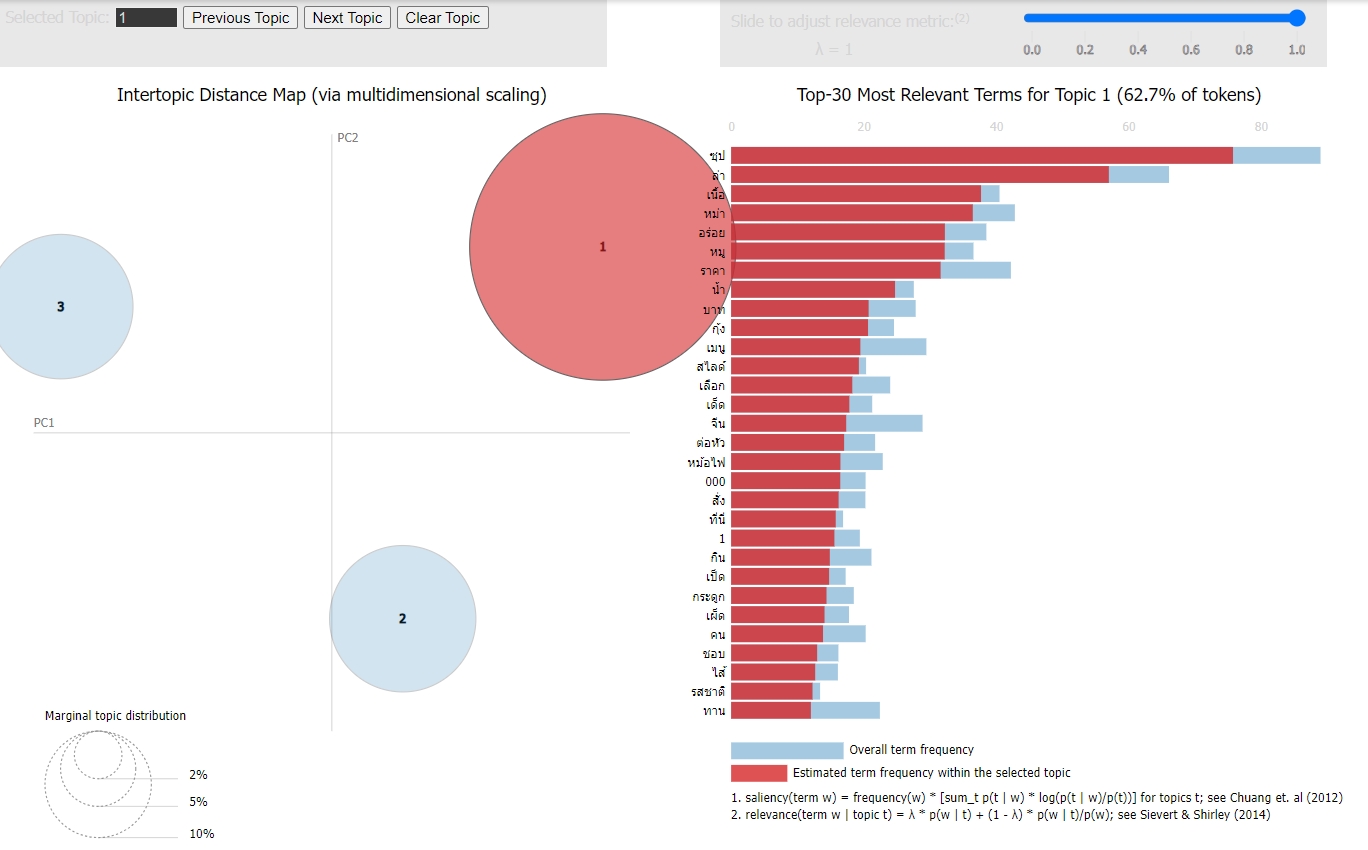 Selected Topic: 1 Previous Topic Next Topic Clear Topic
Slide to adjust relevance metric:(2)
λ = 1
0.0 0.2 0.4 0.6 0.8 1.0
Intertopic Distance Map (via multidimensional scaling)
PC2
PC1
1
3
2
Marginal topic distribution
2%
5%
10%
Top-30 Most Relevant Terms for Topic 1 (62.7% of tokens)
0 20 40 60 80
ซุป
ล่า
เนื้อ
หม่า
อร่อย
หมู
ราคา
น้ำ
บาท
กุ้ง
เมนู
สไลด์
เลือก
เด็ด
จีน
ต่อหัว
หม้อไฟ
000
สั่ง
ที่นี่
1
กิน
เป็ด
กระดูก
เผ็ด
คน
ชอบ
ไส้
รสชาติ
ทาน
Overall term frequency
Estimated term frequency within the selected topic
1. saliency(term w) = frequency(w) * [sum_t p(t | w) * log(p(t | w)/p(t))] for topics t; see Chuang et. al (2012)
2. relevance(term w | topic t) = λ * p(w | t) + (1 - λ) * p(w | t)/p(w); see Sievert & Shirley (2014)